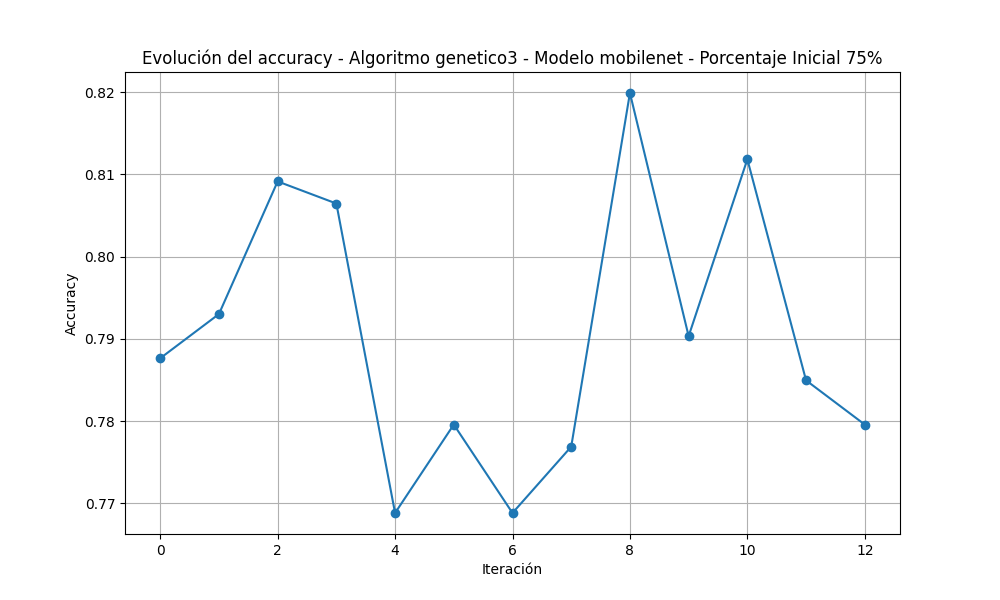 Evolución del accuracy - Algoritmo genetico3 - Modelo mobilenet - Porcentaje Inicial 75%
0.82
0.81
0.80
0.79
0.78
0.77
Accuracy
0 2 4 6 8 10 12
Iteración